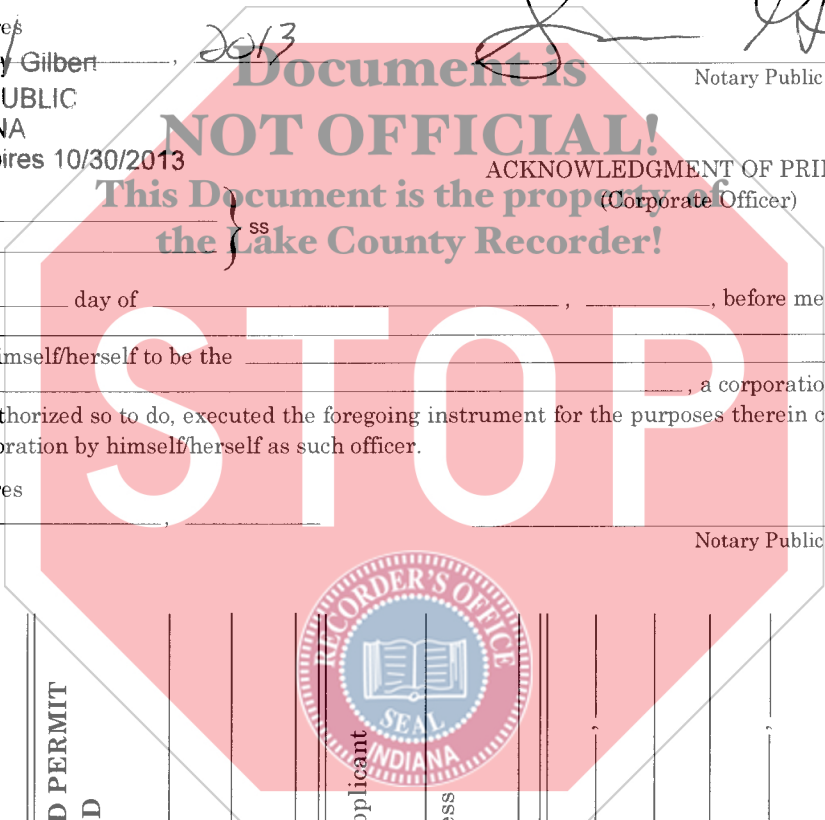 res
y Gilbert , 2013
Document is
Notary Public
UBLIC
NA
NOT OFFICIAL!
ires 10/30/2013
ACKNOWLEDGMENT OF PRI
This Document is the property of
(Corporate Officer)
} ss
the Lake County Recorder!
day of , , before me
STOP
imself/herself to be the
, a corporatio
thorized so to do, executed the foregoing instrument for the purposes therein c
oration by himself/herself as such officer.
res
,
Notary Public
RECORDER'S OFFICE
SEAL
INDIANA
D PERMIT
D
plicant
ess
,
,